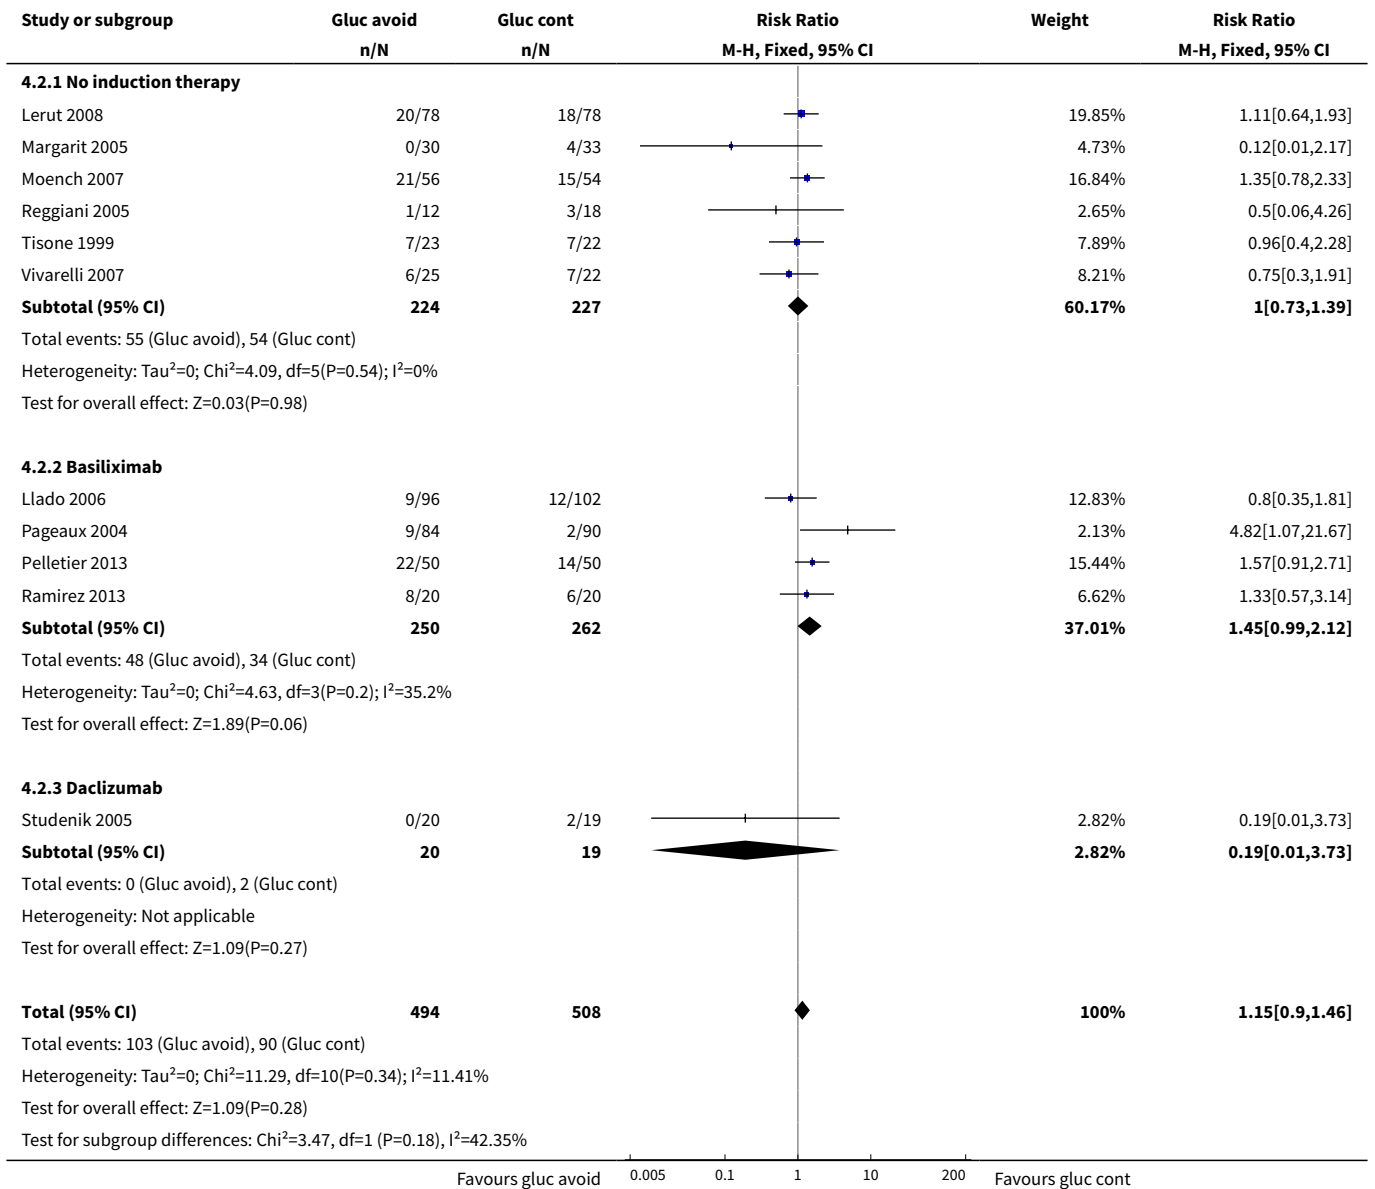 Study or subgroup Gluc avoid Gluc cont Risk Ratio Weight Risk Ratio
n/N n/N M-H, Fixed, 95% CI M-H, Fixed, 95% CI
4.2.1 No induction therapy
Lerut 2008 20/78 18/78 19.85% 1.11[0.64,1.93]
Margarit 2005 0/30 4/33 4.73% 0.12[0.01,2.17]
Moench 2007 21/56 15/54 16.84% 1.35[0.78,2.33]
Reggiani 2005 1/12 3/18 2.65% 0.5[0.06,4.26]
Tisone 1999 7/23 7/22 7.89% 0.96[0.4,2.28]
Vivarelli 2007 6/25 7/22 8.21% 0.75[0.3,1.91]
Subtotal (95% CI) 224 227 60.17% 1[0.73,1.39]
Total events: 55 (Gluc avoid), 54 (Gluc cont)
Heterogeneity: Tau²=0; Chi²=4.09, df=5(P=0.54); I²=0%
Test for overall effect: Z=0.03(P=0.98)
4.2.2 Basiliximab
Llado 2006 9/96 12/102 12.83% 0.8[0.35,1.81]
Pageaux 2004 9/84 2/90 2.13% 4.82[1.07,21.67]
Pelletier 2013 22/50 14/50 15.44% 1.57[0.91,2.71]
Ramirez 2013 8/20 6/20 6.62% 1.33[0.57,3.14]
Subtotal (95% CI) 250 262 37.01% 1.45[0.99,2.12]
Total events: 48 (Gluc avoid), 34 (Gluc cont)
Heterogeneity: Tau²=0; Chi²=4.63, df=3(P=0.2); I²=35.2%
Test for overall effect: Z=1.89(P=0.06)
4.2.3 Daclizumab
Studenik 2005 0/20 2/19 2.82% 0.19[0.01,3.73]
Subtotal (95% CI) 20 19 2.82% 0.19[0.01,3.73]
Total events: 0 (Gluc avoid), 2 (Gluc cont)
Heterogeneity: Not applicable
Test for overall effect: Z=1.09(P=0.27)
Total (95% CI) 494 508 100% 1.15[0.9,1.46]
Total events: 103 (Gluc avoid), 90 (Gluc cont)
Heterogeneity: Tau²=0; Chi²=11.29, df=10(P=0.34); I²=11.41%
Test for overall effect: Z=1.09(P=0.28)
Test for subgroup differences: Chi²=3.47, df=1 (P=0.18), I²=42.35%
Favours gluc avoid 0.005 0.1 1 10 200 Favours gluc cont